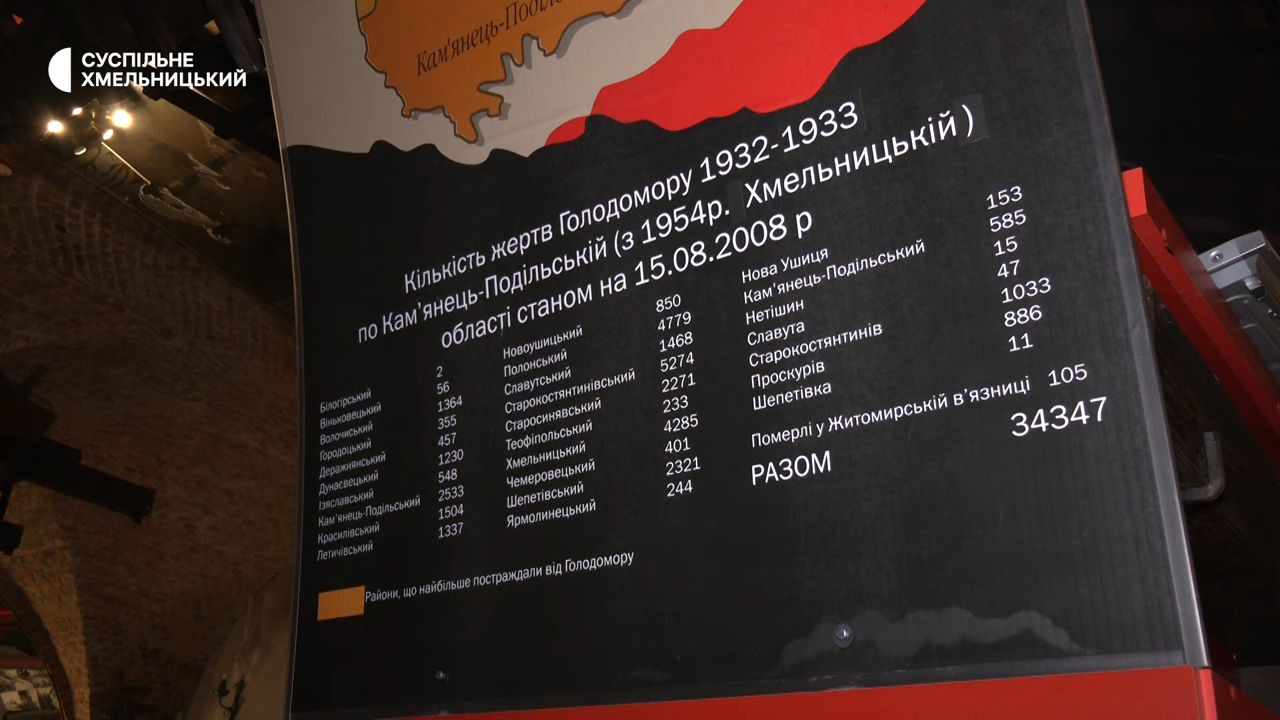 СУСПІЛЬНЕ
ХМЕЛЬНИЦЬКИЙ
Кам'янець-Поділь
Кількість жертв Голодомору 1932-1933
по Кам'янець-Подільській (з 1954р. Хмельницькій )
області станом на 15.08.2008 р
Білогірський 2
Віньковецький 56
Волочиський 1364
Городоцький 355
Деражнянський 457
Дунаєвецький 1230
Ізяславський 548
Кам'янець-Подільський 2533
Красилівський 1504
Летичівський 1337
Новоушицький 850
Полонський 4779
Славутський 1468
Старокостянтинівський 5274
Старосинявський 2271
Теофіпольський 233
Хмельницький 4285
Чемеровецький 401
Шепетівський 2321
Ярмолинецький 244
Нова Ушиця 153
Кам'янець-Подільський 585
Нетішин 15
Славута 47
Старокостянтинів 1033
Проскурів 886
Шепетівка 11
Померлі у Житомирській в'язниці 105
РАЗОМ 34347
Райони, що найбільше постраждали від Голодомору